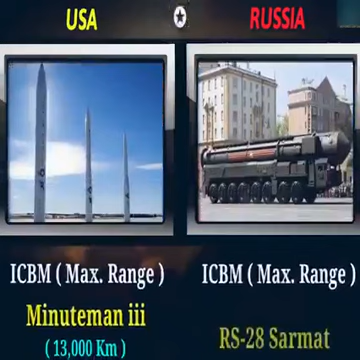 USA
RUSSIA
ICBM ( Max. Range )
ICBM ( Max. Range )
Minuteman iii
RS-28 Sarmat
( 13,000 Km )